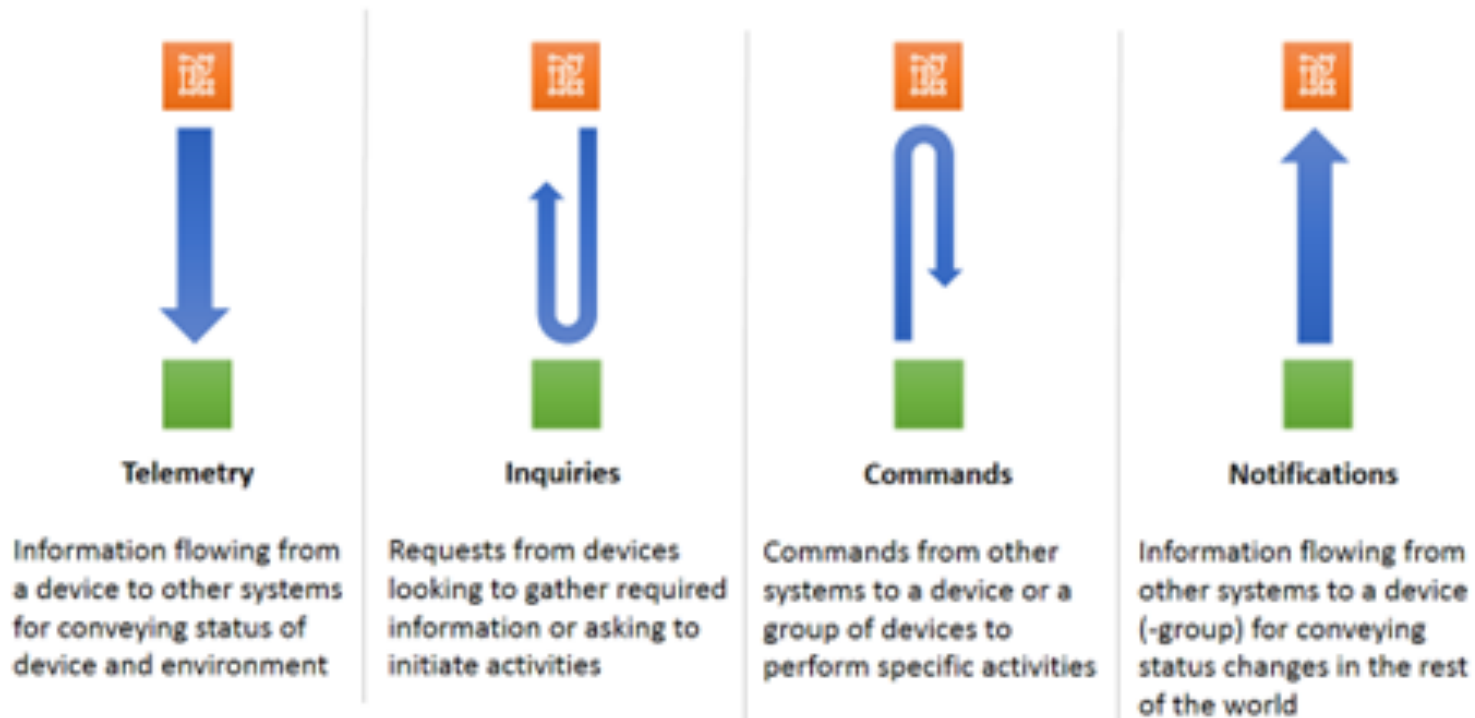 Telemetry
Information flowing from
a device to other systems
for conveying status of
device and environment
Inquiries
Requests from devices
looking to gather required
information or asking to
initiate activities
Commands
Commands from other
systems to a device or a
group of devices to
perform specific activities
Notifications
Information flowing from
other systems to a device
(-group) for conveying
status changes in the rest
of the world